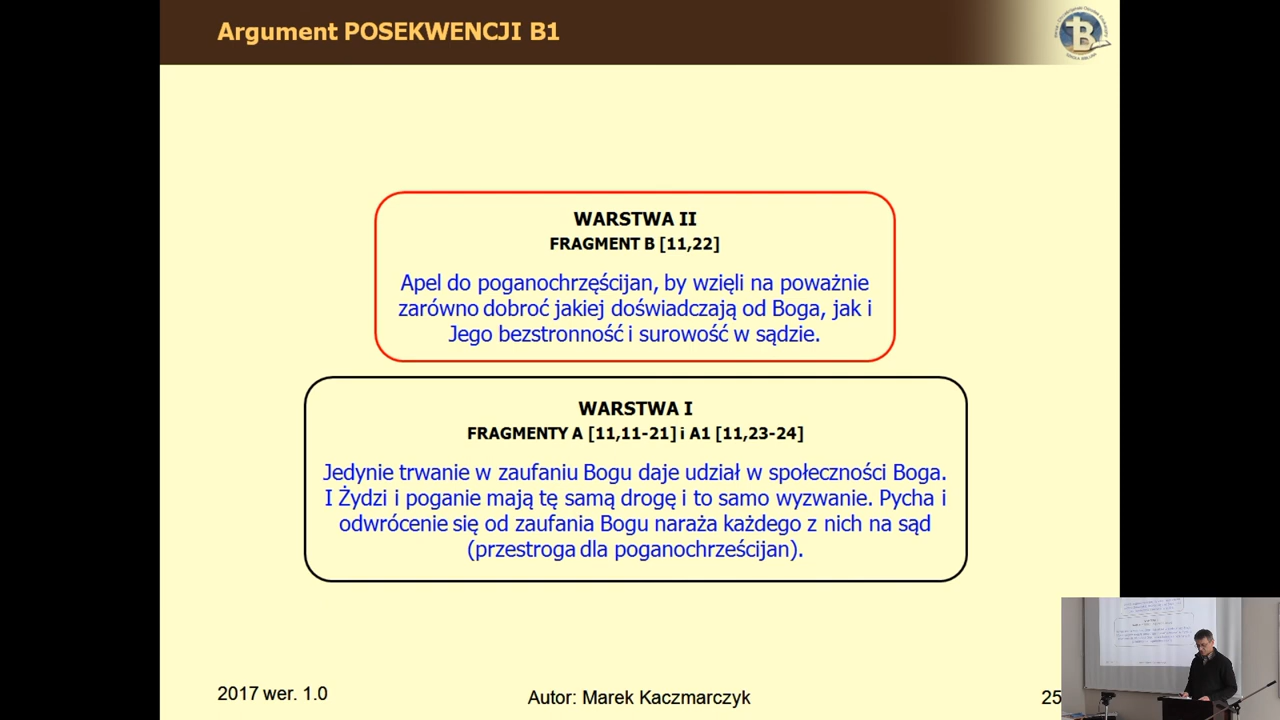 Argument POSEKWENCJI B1
B
WARSTWA II
FRAGMENT B [11,22]
Apel do poganochrzęścijan, by wzięli na poważnie
zarówno dobroć jakiej doświadczają od Boga, jak i
Jego bezstronność i surowość w sądzie.
WARSTWA I
FRAGMENTY A [11,11-21] i A1 [11,23-24]
Jedynie trwanie w zaufaniu Bogu daje udział w społeczności Boga.
I Żydzi i poganie mają tę samą drogę i to samo wyzwanie. Pycha i
odwrócenie się od zaufania Bogu naraża każdego z nich na sąd
(przestroga dla poganochrześcijan).
2017 wer. 1.0
Autor: Marek Kaczmarczyk
25